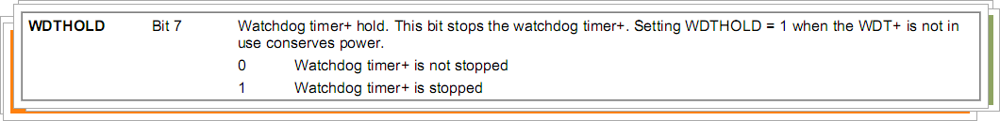 WDTHOLD Bit 7 Watchdog timer+ hold. This bit stops the watchdog timer+. Setting WDTHOLD = 1 when the WDT+ is not in
use conserves power.
0 Watchdog timer+ is not stopped
1 Watchdog timer+ is stopped